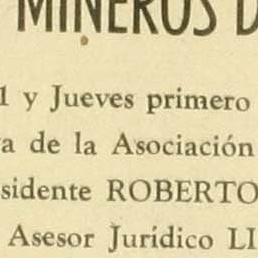 MINEROS D
1 y Jueves primero
a de la Asociación
sidente ROBERTO
Asesor Jurídico LI